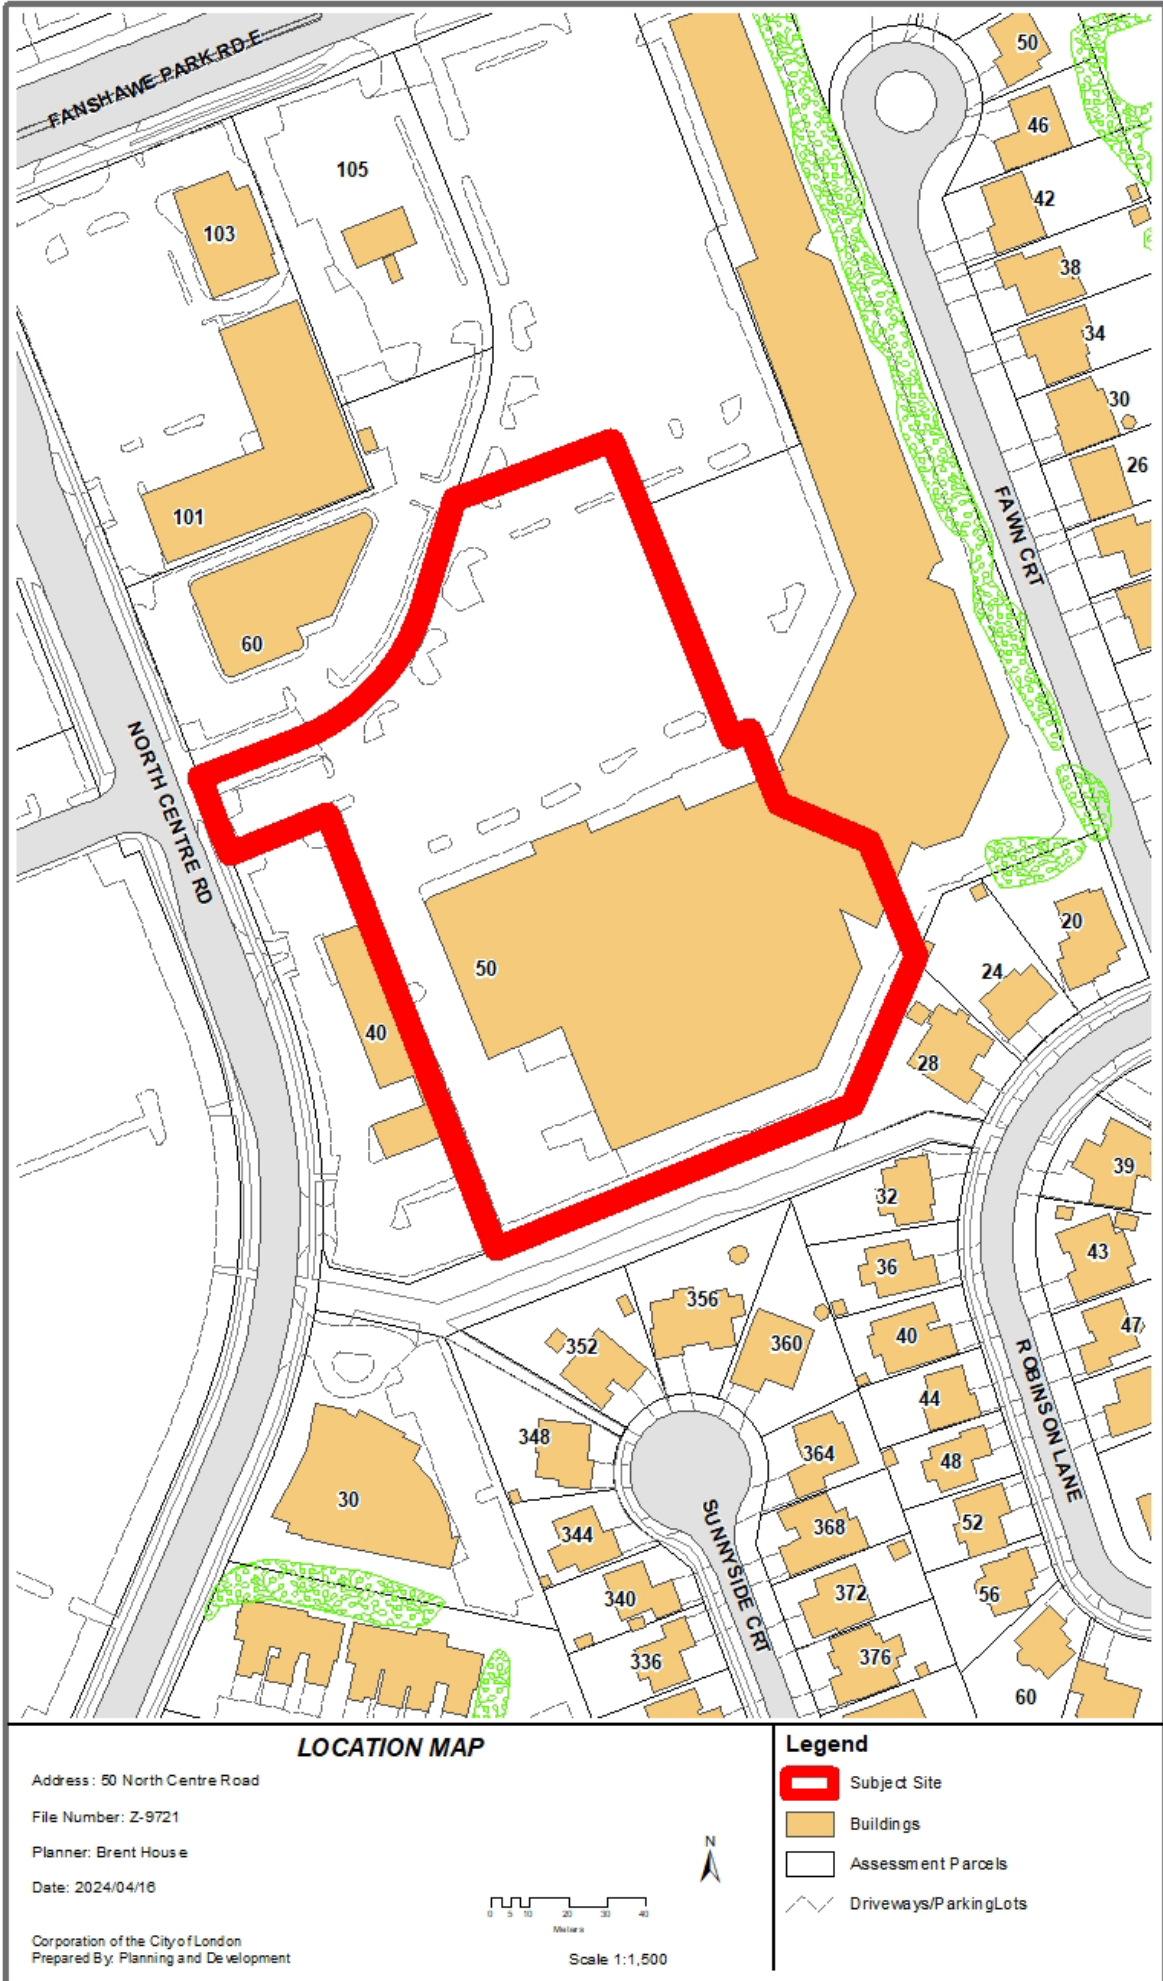 FANSHAWE PARK RD E
50
46
105
42
103
38
34
30
26
101
FAWN CRT
60
NORTH CENTRE RD
20
50
24
40
28
39
32
43
36
356
47
40
352
360
ROBINSON LANE
44
348
364
48
30
SUNNYSIDE CRT
52
368
344
372
56
340
376
336
60
LOCATION MAP
Address: 50 North Centre Road
File Number: Z-9721
Planner: Brent House
Date: 2024/04/16
Corporation of the City of London
Prepared By: Planning and Development
N
0 5 10 20 30 40
Meters
Scale 1:1,500
Legend
Subject Site
Buildings
Assessment Parcels
Driveways/ParkingLots